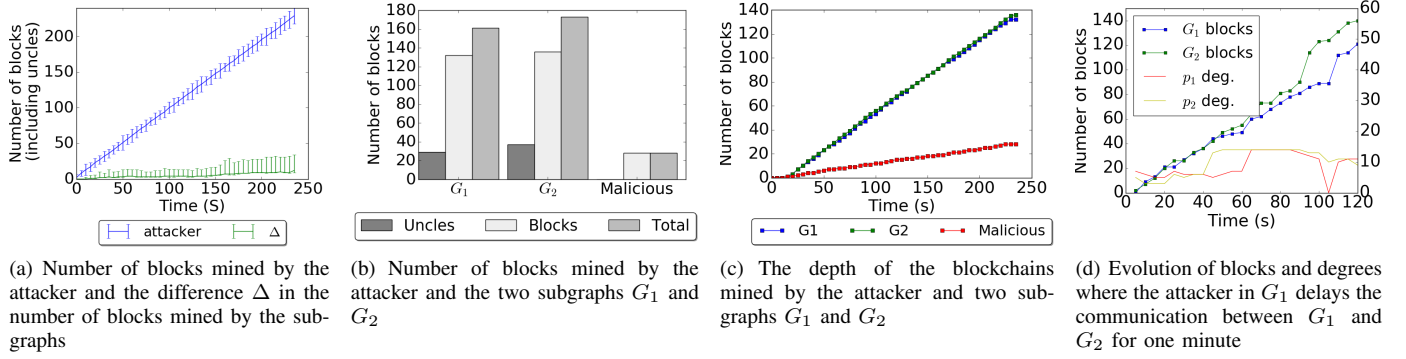 Number of blocks
(including uncles)
200
150
100
50
0 50 100 150 200 250
Time (S)
attacker Δ
(a) Number of blocks mined by the
attacker and the difference Δ in the
number of blocks mined by the sub-
graphs
Number of blocks
180
160
140
120
100
80
60
40
20
0
G1 G2 Malicious
Uncles Blocks Total
(b) Number of blocks mined by the
attacker and the two subgraphs G1 and
G2
Number of blocks
140
120
100
80
60
40
20
0
0 50 100 150 200 250
Time (s)
G1 G2 Malicious
(c) The depth of the blockchains
mined by the attacker and two sub-
graphs G1 and G2
Number of blocks
140
120
100
80
60
40
20
0
G1 blocks
G2 blocks
p1 deg.
p2 deg.
60
50
40
30
20
10
0
0 20 40 60 80 100 120
Time (s)
(d) Evolution of blocks and degrees
where the attacker in G1 delays the
communication between G1 and
G2 for one minute